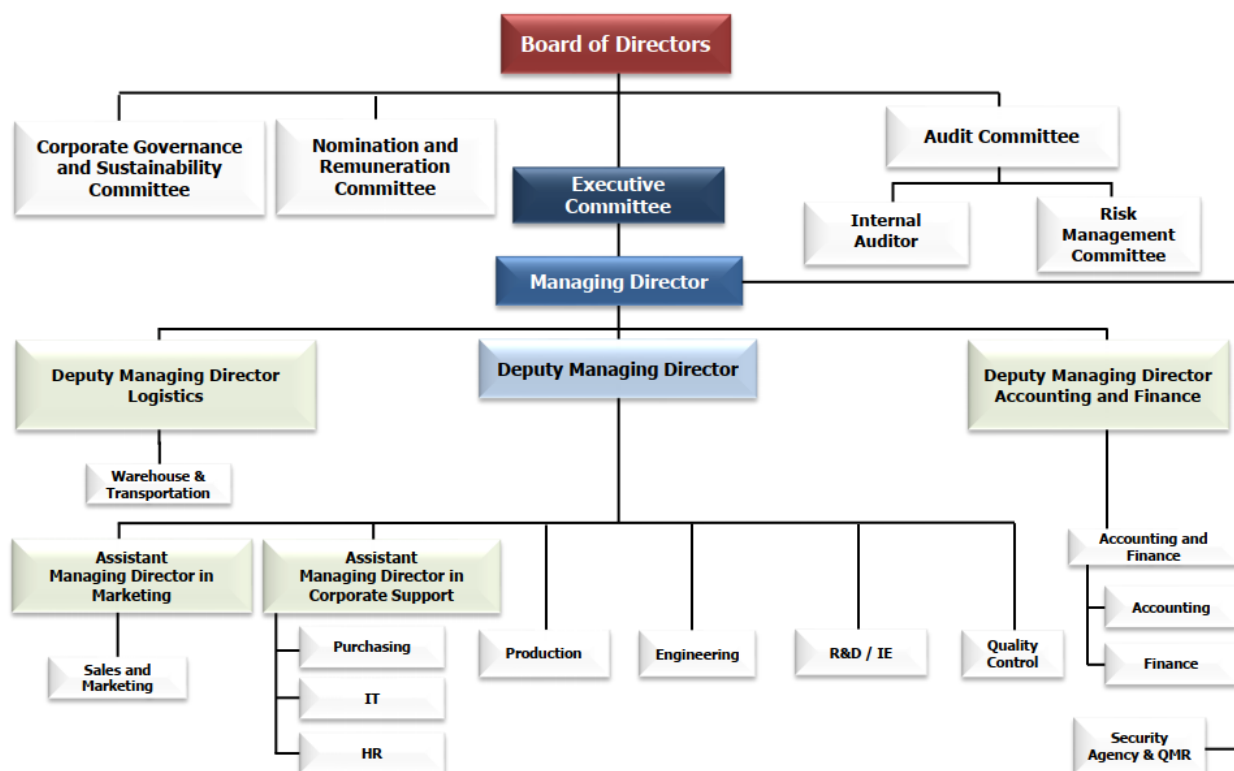 Board of Directors
Corporate Governance
and Sustainability
Committee
Nomination and
Remuneration
Committee
Executive
Committee
Audit Committee
Internal
Auditor
Risk
Management
Committee
Managing Director
Deputy Managing Director
Logistics
Deputy Managing Director
Deputy Managing Director
Accounting and Finance
Warehouse &
Transportation
Assistant
Managing Director in
Marketing
Assistant
Managing Director in
Corporate Support
Accounting and
Finance
Sales and
Marketing
Purchasing
IT
HR
Production
Engineering
R&D / IE
Quality
Control
Accounting
Finance
Security
Agency & QMR